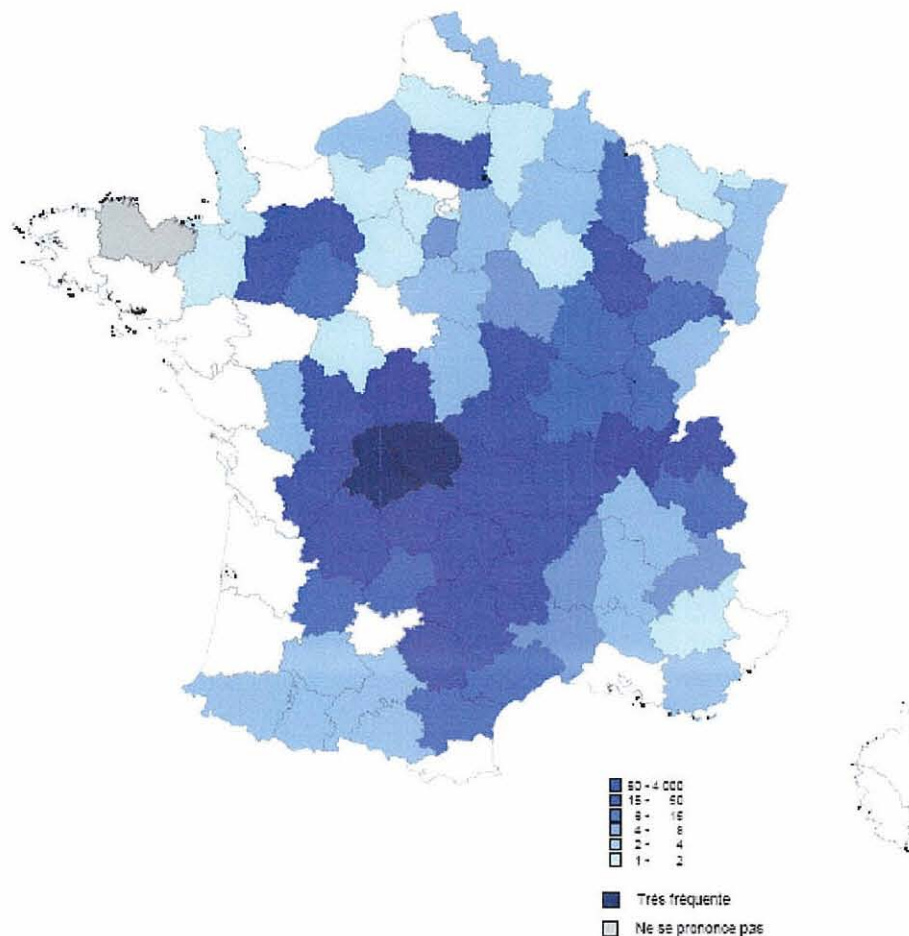 50 - 4 000
15 - 50
8 - 15
4 - 8
2 - 4
1 - 2
Très fréquente
Ne se prononce pas